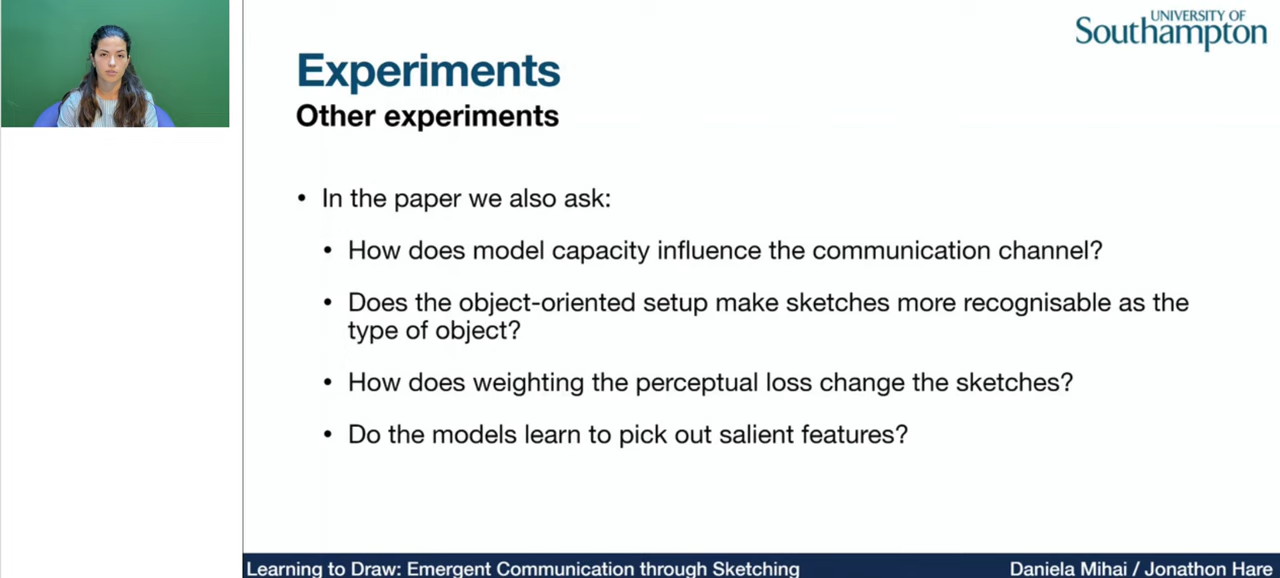 UNIVERSITY OF
Southampton
Experiments
Other experiments
• In the paper we also ask:
• How does model capacity influence the communication channel?
• Does the object-oriented setup make sketches more recognisable as the
type of object?
• How does weighting the perceptual loss change the sketches?
• Do the models learn to pick out salient features?
Learning to Draw: Emergent Communication through Sketching
Daniela Mihai / Jonathon Hare